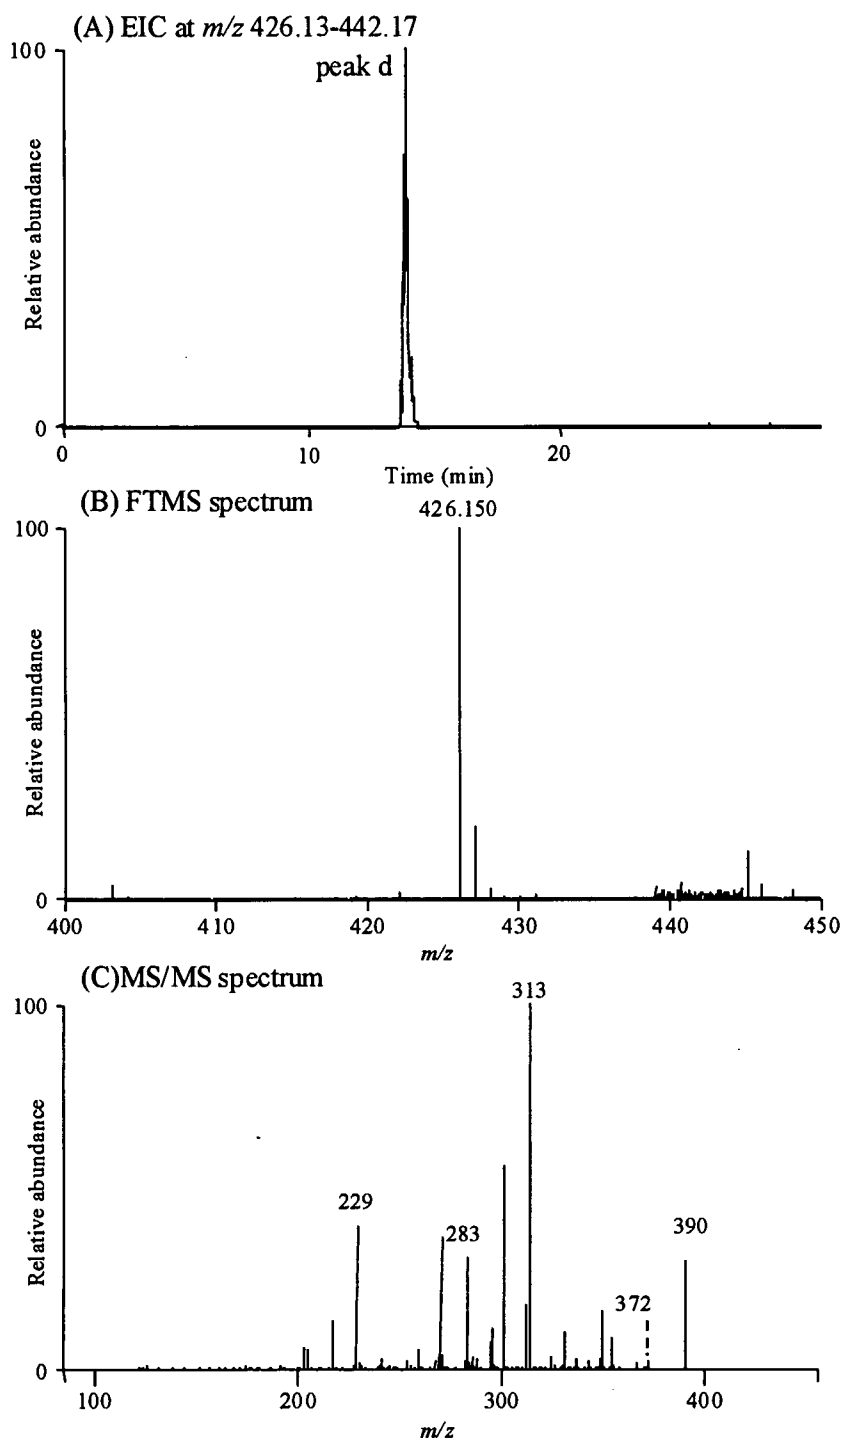 (A) EIC at m/z 426.13-442.17
100
peak d
Relative abundance
0
0 10 20
Time (min)
(B) FTMS spectrum
426.150
100
Relative abundance
0
400 410 420 430 440 450
m/z
(C)MS/MS spectrum
313
100
229
283
390
372
Relative abundance
0
100 200 300 400
m/z